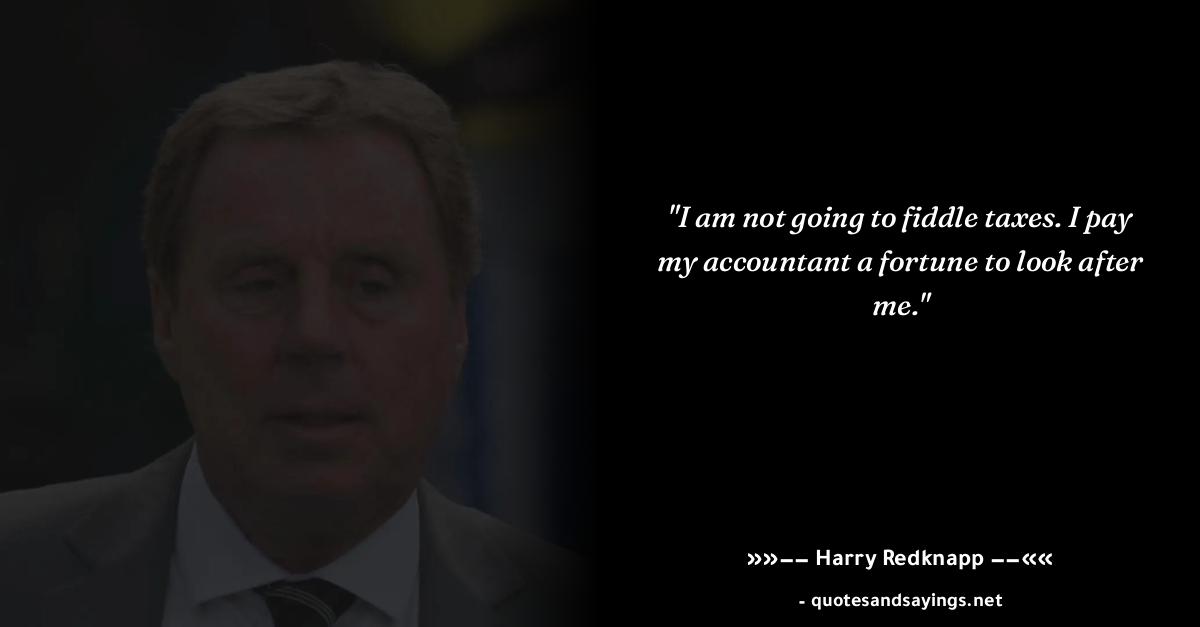 "I am not going to fiddle taxes. I pay
my accountant a fortune to look after
me."
»»−− Harry Redknapp −−««
- quotesandsayings.net